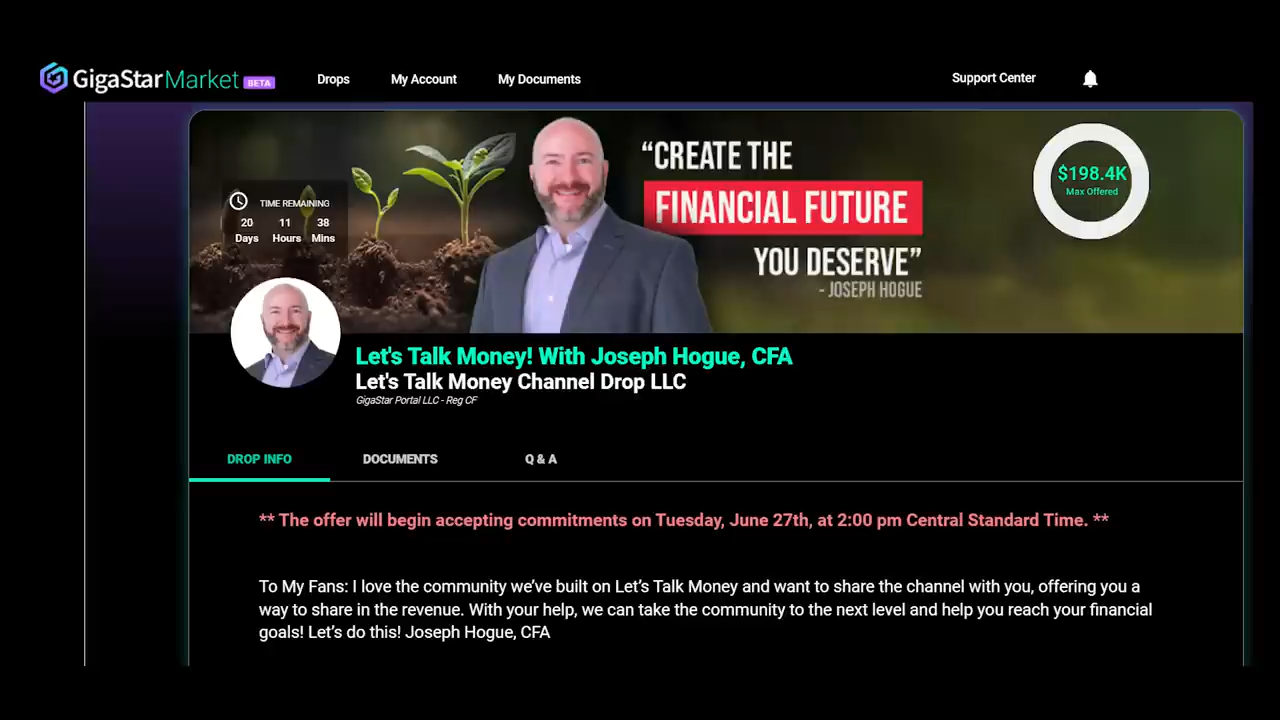 GigaStarMarket BETA
Drops
My Account
My Documents
Support Center
TIME REMAINING
20 11 38
Days Hours Mins
“CREATE THE
FINANCIAL FUTURE
YOU DESERVE”
- JOSEPH HOGUE
$198.4K
Max Offered
Let's Talk Money! With Joseph Hogue, CFA
Let's Talk Money Channel Drop LLC
GigaStar Portal LLC - Reg CF
DROP INFO
DOCUMENTS
Q & A
** The offer will begin accepting commitments on Tuesday, June 27th, at 2:00 pm Central Standard Time. **
To My Fans: I love the community we’ve built on Let’s Talk Money and want to share the channel with you, offering you a
way to share in the revenue. With your help, we can take the community to the next level and help you reach your financial
goals! Let’s do this! Joseph Hogue, CFA